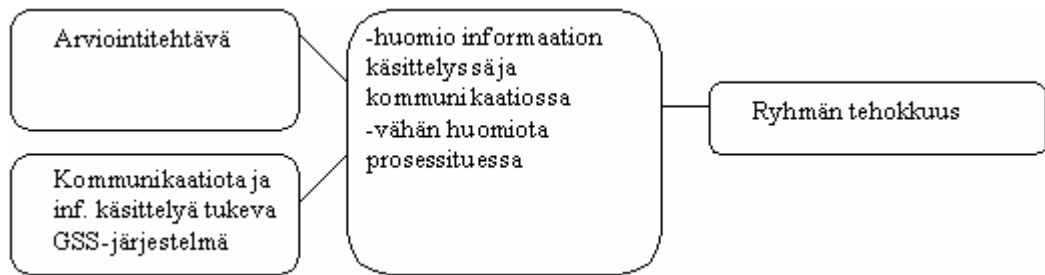 Arviointitehtävä
Kommunikaatiota ja
inf. käsittelyä tukeva
GSS-järjestelmä
-huomio informaation
käsittelyssä ja
kommunikaatiossa
-vähän huomiota
prosessituessa
Ryhmän tehokkuus